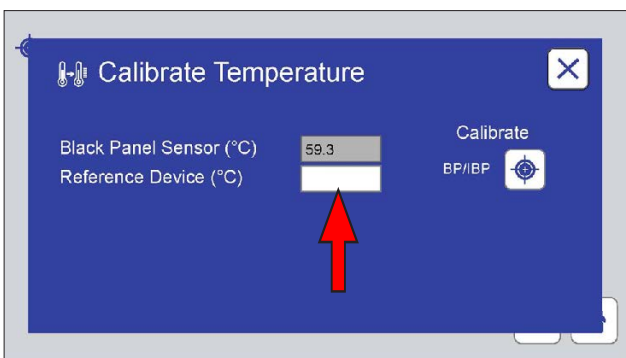 Calibrate Temperature
Black Panel Sensor (°C) 59.3
Reference Device (°C)
Calibrate
BP/IBP